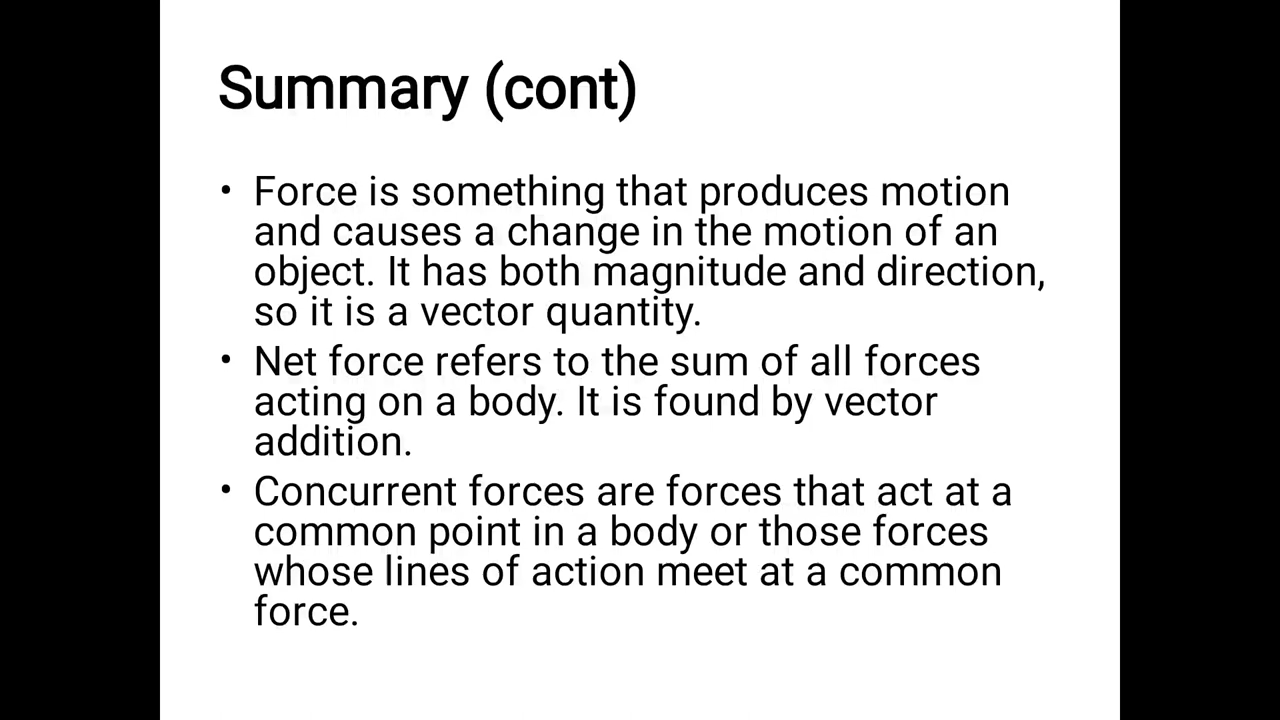 Summary (cont)
• Force is something that produces motion
and causes a change in the motion of an
object. It has both magnitude and direction,
so it is a vector quantity.
• Net force refers to the sum of all forces
acting on a body. It is found by vector
addition.
• Concurrent forces are forces that act at a
common point in a body or those forces
whose lines of action meet at a common
force.